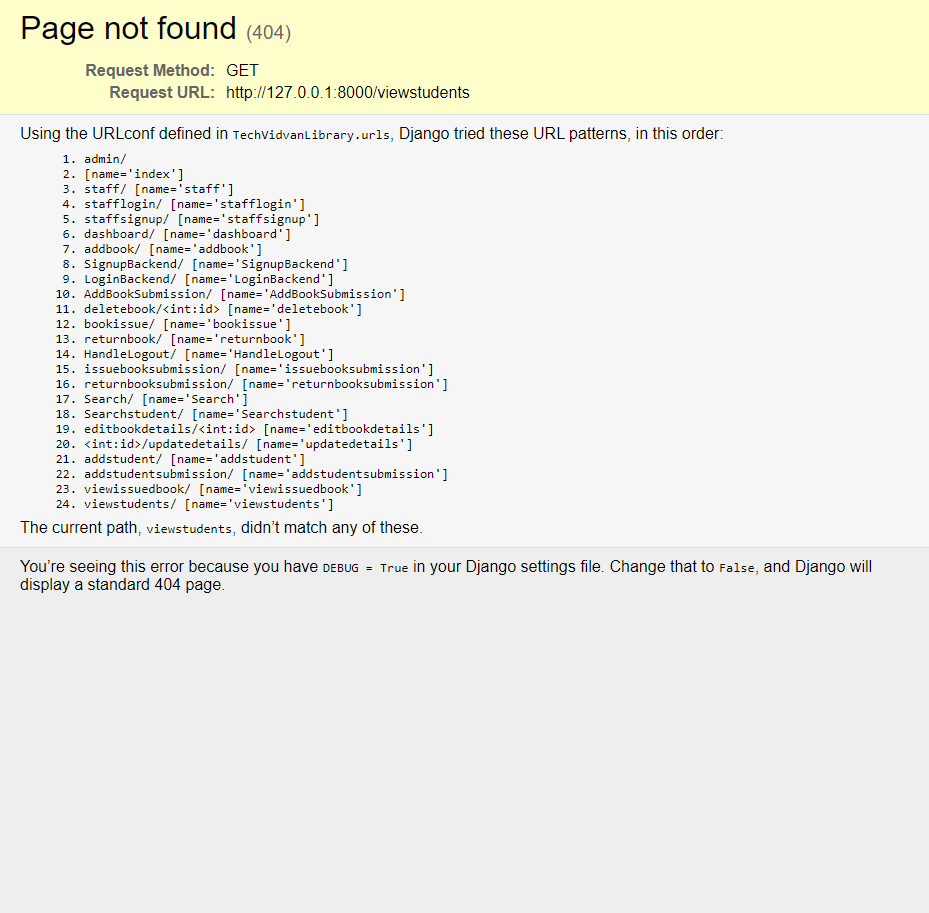 Page not found (404)
Request Method: GET
Request URL: http://127.0.0.1:8000/viewstudents
Using the URLconf defined in TechVidvanLibrary.urls, Django tried these URL patterns, in this order:
1. admin/
2. [name='index']
3. staff/ [name='staff']
4. stafflogin/ [name='stafflogin']
5. staffsignup/ [name='staffsignup']
6. dashboard/ [name='dashboard']
7. addbook/ [name='addbook']
8. SignupBackend/ [name='SignupBackend']
9. LoginBackend/ [name='LoginBackend']
10. AddBookSubmission/ [name='AddBookSubmission']
11. deletebook/<int:id> [name='deletebook']
12. bookissue/ [name='bookissue']
13. returnbook/ [name='returnbook']
14. HandleLogout/ [name='HandleLogout']
15. issuebooksubmission/ [name='issuebooksubmission']
16. returnbooksubmission/ [name='returnbooksubmission']
17. Search/ [name='Search']
18. Searchstudent/ [name='Searchstudent']
19. editbookdetails/<int:id> [name='editbookdetails']
20. <int:id>/updatedetails/ [name='updatedetails']
21. addstudent/ [name='addstudent']
22. addstudentsubmission/ [name='addstudentsubmission']
23. viewissuedbook/ [name='viewissuedbook']
24. viewstudents/ [name='viewstudents']
The current path, viewstudents, didn’t match any of these.
You’re seeing this error because you have DEBUG = True in your Django settings file. Change that to False, and Django will
display a standard 404 page.